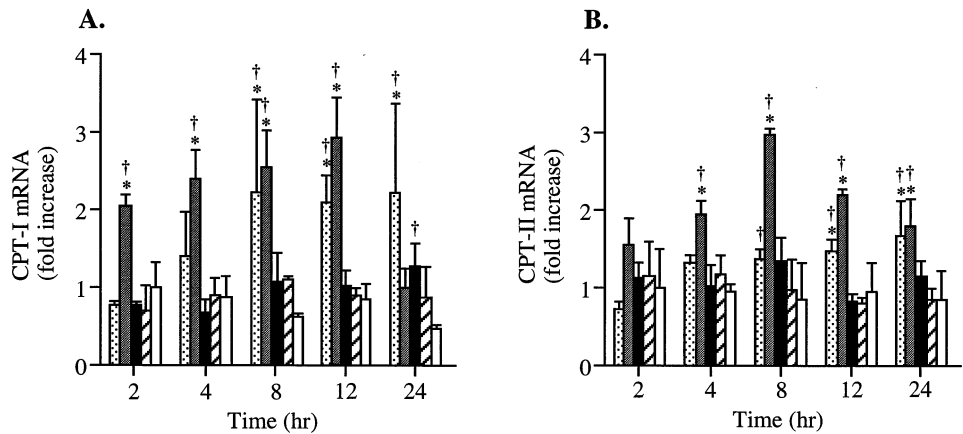 A.
CPT-I mRNA
(fold increase)
4
3
2
1
0
† * † * † * † * † * † * † * †
2 4 8 12 24
Time (hr)
B.
CPT-II mRNA
(fold increase)
4
3
2
1
0
† * † † * † * † * † * † *
2 4 8 12 24
Time (hr)